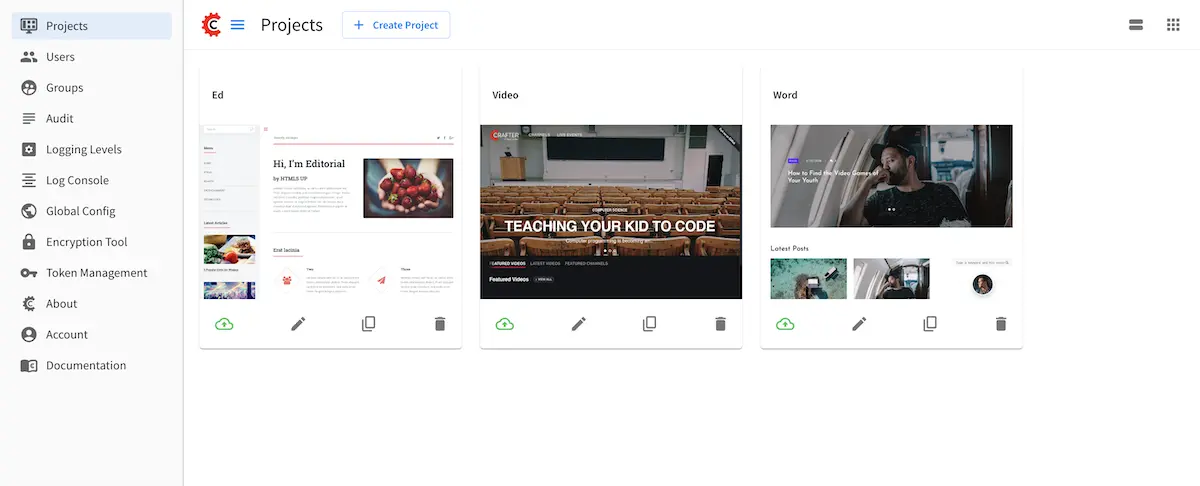 Projects
Users
Groups
Audit
Logging Levels
Log Console
Global Config
Encryption Tool
Token Management
About
Account
Documentation
Projects
Create Project
Ed
Menu
Hi, I'm Editorial
by HTML5 UP
Latest Articles
Erat lacinia
Video
CRAFTER
CHANNELS
LIVE EVENTS
COMPUTER SCIENCE
TEACHING YOUR KID TO CODE
Computer programming is becoming an...
FEATURED VIDEOS
LATEST VIDEOS
FEATURED CHANNELS
Featured Videos
VIEW ALL
Word
How to Find the Video Games of
Your Youth
Latest Posts